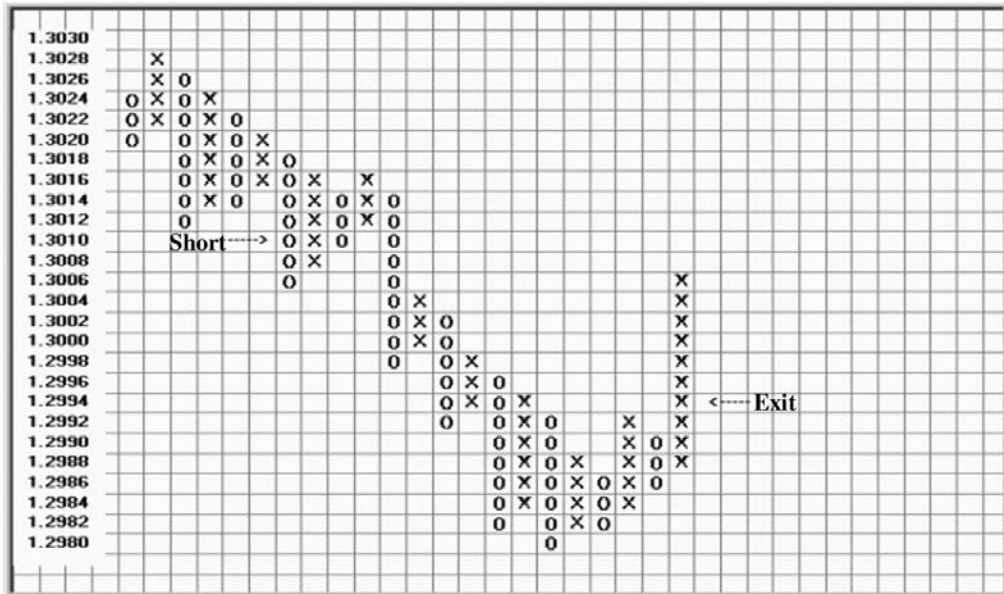 1.3030
1.3028 X
1.3026 X O
1.3024 O X O X
1.3022 O X O X O
1.3020 O O X O X
1.3018 O X O X O
1.3016 O X O X O X X
1.3014 O X O O X O X O
1.3012 O O X O X O
1.3010 Short O X O O
1.3008 O X O
1.3006 O O X
1.3004 O X X
1.3002 O X O X
1.3000 O X O X
1.2998 O O X X
1.2996 O X O X
1.2994 O X O X X Exit
1.2992 O O X O X X
1.2990 O X O X O X
1.2988 O X O X X O X
1.2986 O X O X O X O
1.2984 O X O X O X
1.2982 O O X O
1.2980 O